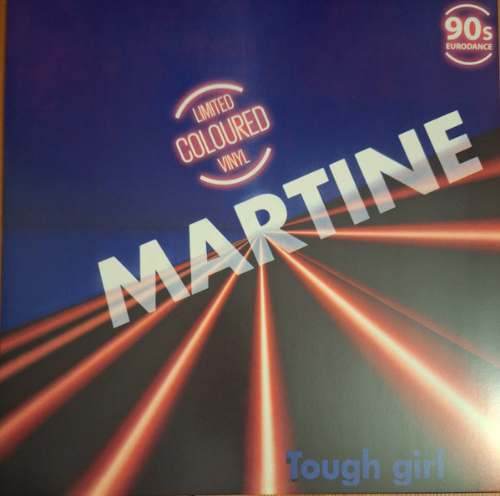 90s
EURODANCE
LIMITED
COLOURED
VINYL
MARTINE
Tough girl